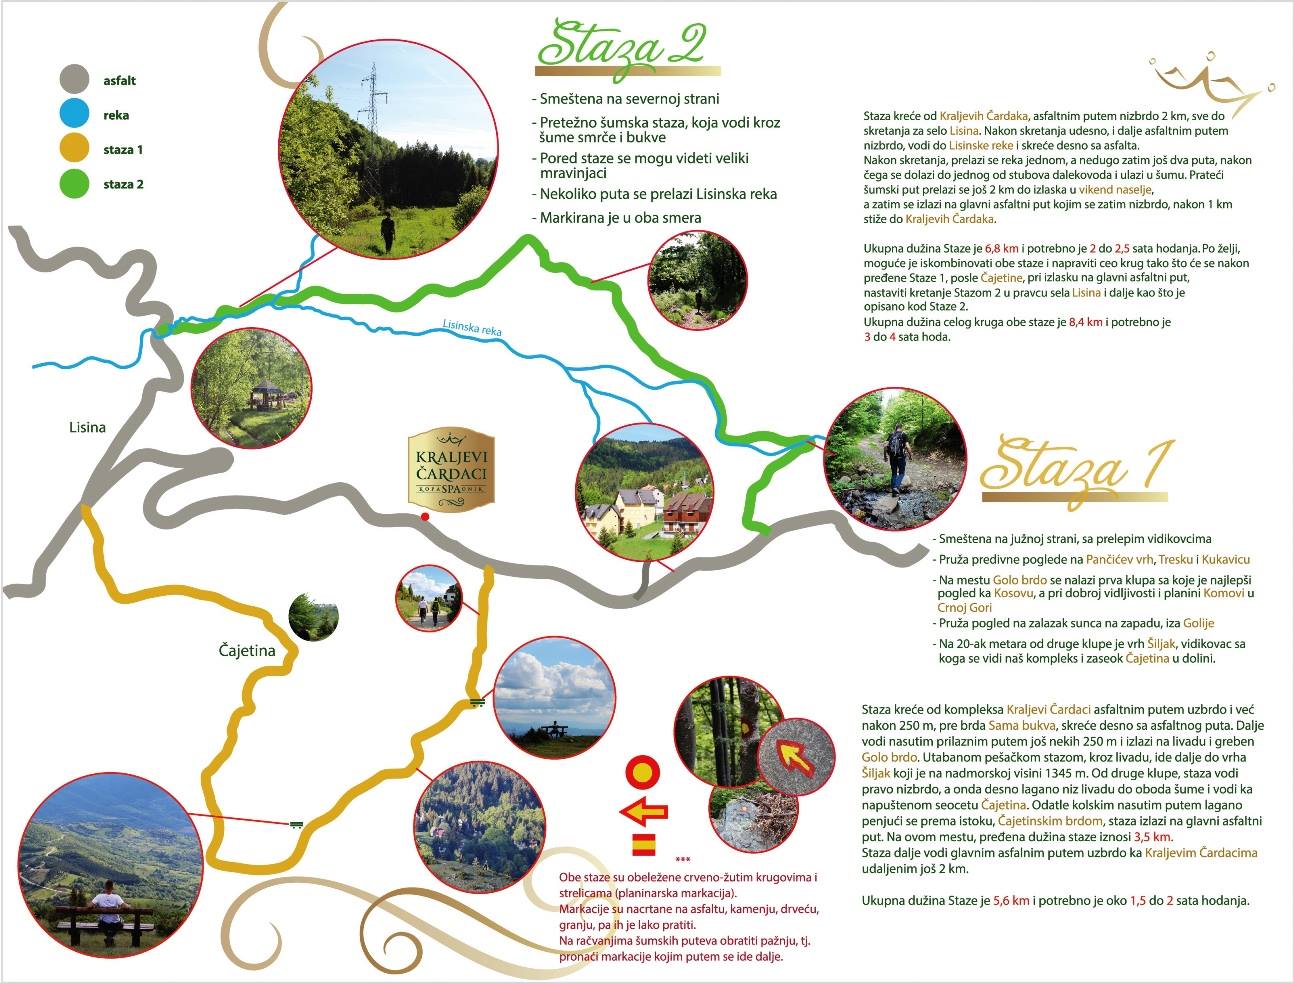 asfalt
reka
staza 1
staza 2
Staza 2
- Smeštena na severnoj strani
- Pretežno šumska staza, koja vodi kroz
šume smrče i bukve
- Pored staze se mogu videti veliki
mravinjaci
- Nekoliko puta se prelazi Lisinska reka
- Markirana je u oba smera
Staza kreće od Kraljevih Čardaka, asfaltnim putem nizbrdo 2 km, sve do
skretanja za selo Lisina. Nakon skretanja udesno, i dalje asfaltnim putem
nizbrdo, vodi do Lisinske reke i skreće desno sa asfalta.
Nakon skretanja, prelazi se reka jednom, a nedugo zatim još dva puta, nakon
čega se dolazi do jednog od stubova dalekovoda i ulazi u šumu. Prateći
šumski put prelazi se još 2 km do izlaska u vikend naselje,
a zatim se izlazi na glavni asfaltni put kojim se zatim nizbrdo, nakon 1 km
stiže do Kraljevih Čardaka.
Ukupna dužina Staze je 6,8 km i potrebno je 2 do 2,5 sata hodanja. Po želji,
moguće je iskombinovati obe staze i napraviti ceo krug tako što će se nakon
pređene Staze 1, posle Čajetine, pri izlasku na glavni asfaltni put,
nastaviti kretanje Stazom 2 u pravcu sela Lisina i dalje kao što je
opisano kod Staze 2.
Ukupna dužina celog kruga obe staze je 8,4 km i potrebno je
3 do 4 sata hoda.
Lisinska reka
Lisina
KRALJEVI
ČARDACI
KOPAONIK
SPA
Čajetina
Staza 1
- Smeštena na južnoj strani, sa prelepim vidikovcima
- Pruža predivne poglede na Pančićev vrh, Tresku i Kukavicu
- Na mestu Golo brdo se nalazi prva klupa sa koje je najlepši
pogled ka Kosovu, a pri dobroj vidljivosti i planini Komovi u
Crnoj Gori
- Pruža pogled na zalazak sunca na zapadu, iza Golije
- Na 20-ak metara od druge klupe je vrh Šiljak, vidikovac sa
koga se vidi naš kompleks i zaseok Čajetina u dolini.
Staza kreće od kompleksa Kraljevi Čardaci asfaltnim putem uzbrdo i već
nakon 250 m, pre brda Sama bukva, skreće desno sa asfaltnog puta. Dalje
vodi nasutim prilaznim putem još nekih 250 m i izlazi na livadu i greben
Golo brdo. Utabanom pešačkom stazom, kroz livadu, ide dalje do vrha
Šiljak koji je na nadmorskoj visini 1345 m. Od druge klupe, staza vodi
pravo nizbrdo, a onda desno lagano niz livadu do oboda šume i vodi ka
napuštenom seocetu Čajetina. Odatle kolskim nasutim putem lagano
penjući se prema istoku, Čajetinskim brdom, staza izlazi na glavni asfaltni
put. Na ovom mestu, pređena dužina staze iznosi 3,5 km.
Staza dalje vodi glavnim asfalnim putem uzbrdo ka Kraljevim Čardacima
udaljenim još 2 km.
Ukupna dužina Staze je 5,6 km i potrebno je oko 1,5 do 2 sata hodanja.
***
Obe staze su obeležene crveno-žutim krugovima i
strelicama (planinarska markacija).
Markacije su nacrtane na asfaltu, kamenju, drveću,
granju, pa ih je lako pratiti.
Na račvanjima šumskih puteva obratiti pažnju, tj.
pronaći markacije kojim putem se ide dalje.